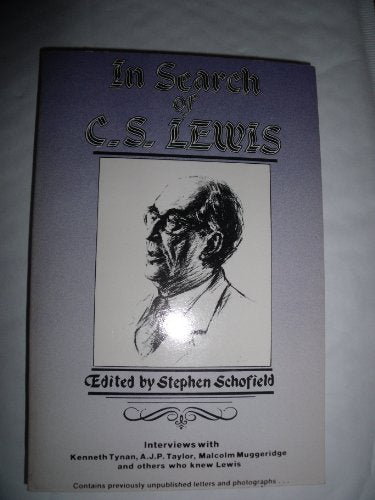 In Search
of
C.S. LEWIS
Edited by Stephen Schofield
Interviews with
Kenneth Tynan, A.J.P. Taylor, Malcolm Muggeridge
and others who knew Lewis
Contains previously unpublished letters and photographs . . .